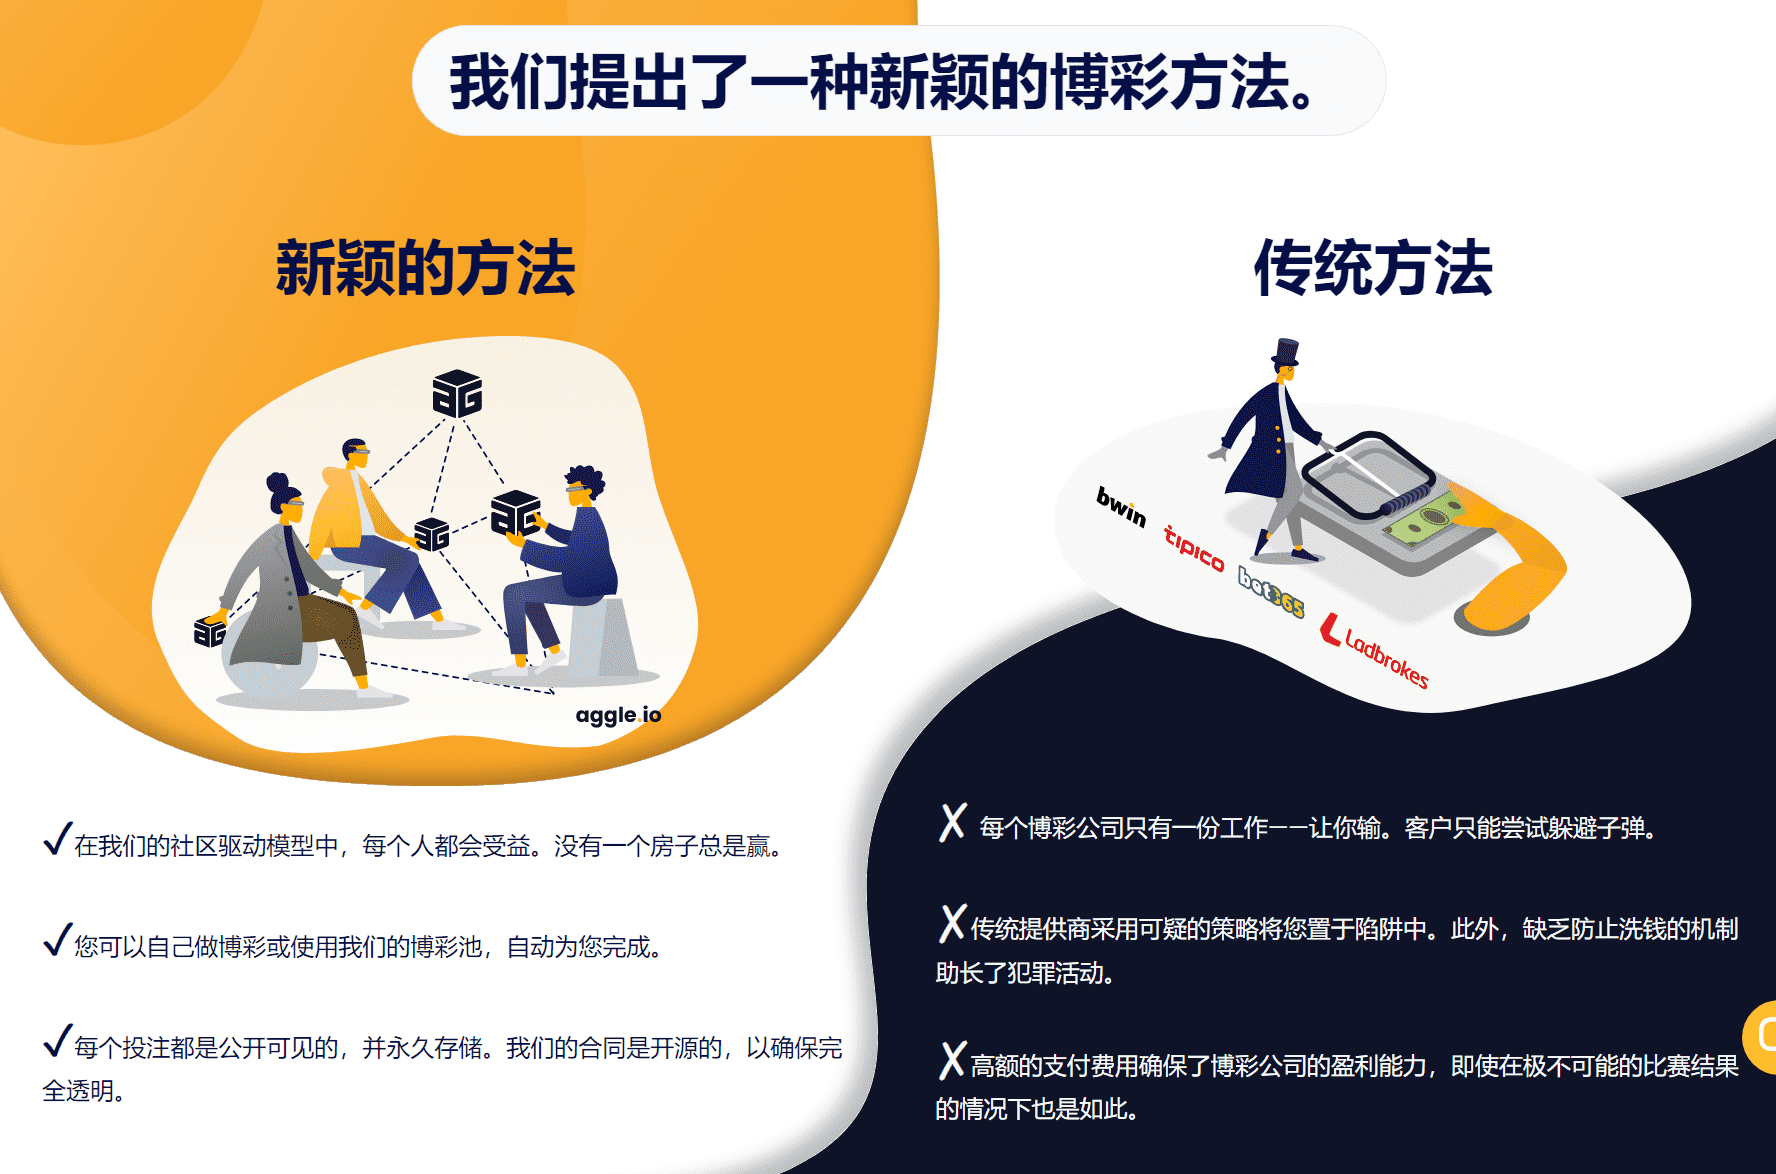 我们提出了一种新颖的博彩方法。
新颖的方法
aggle.io
✓在我们的社区驱动模型中，每个人都会受益。没有一个房子总是赢。
✓您可以自己做博彩或使用我们的博彩池，自动为您完成。
✓每个投注都是公开可见的，并永久存储。我们的合同是开源的，以确保完
全透明。
传统方法
bwin
tipico
bet365
Ladbrokes
✗ 每个博彩公司只有一份工作——让你输。客户只能尝试躲避子弹。
✗传统提供商采用可疑的策略将您置于陷阱中。此外，缺乏防止洗钱的机制
助长了犯罪活动。
✗高额的支付费用确保了博彩公司的盈利能力，即使在极不可能的比赛结果
的情况下也是如此。